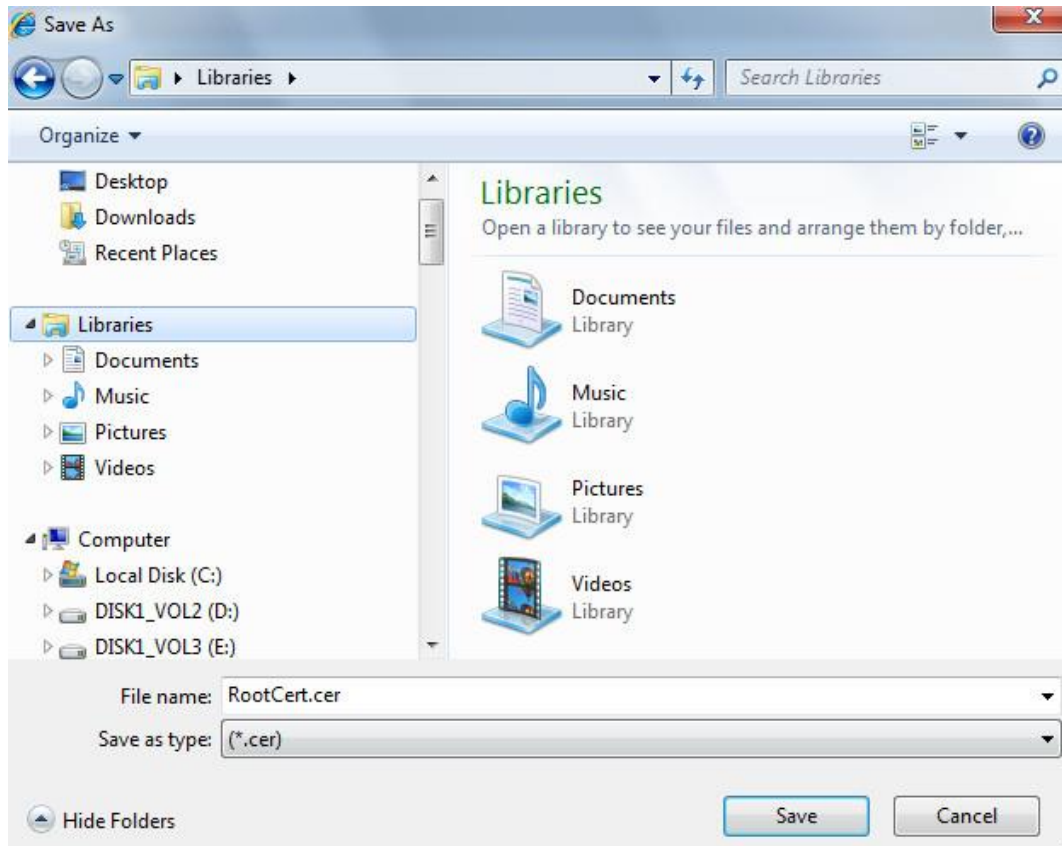 Save As
Libraries
Search Libraries
Organize
Desktop
Downloads
Recent Places
Libraries
Documents
Music
Pictures
Videos
Computer
Local Disk (C:)
DISK1_VOL2 (D:)
DISK1_VOL3 (E:)
Libraries
Open a library to see your files and arrange them by folder,...
Documents
Library
Music
Library
Pictures
Library
Videos
Library
File name: RootCert.cer
Save as type: (*.cer)
Hide Folders
Save
Cancel